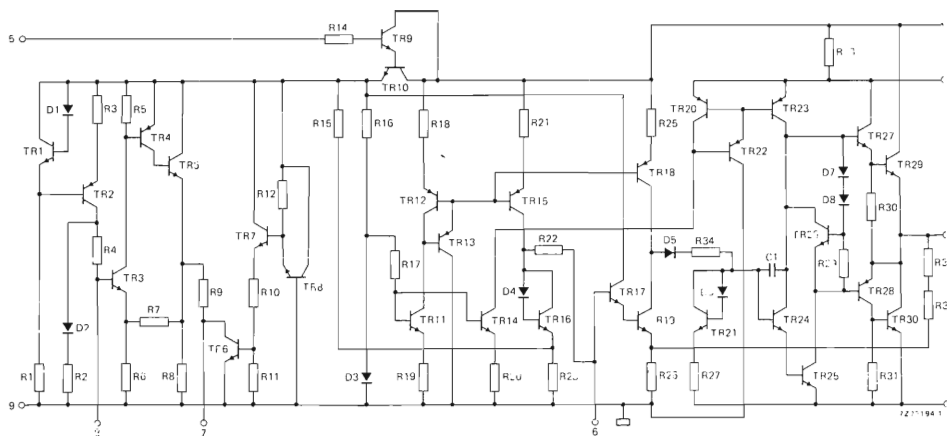 R14
TR9
5
R13
TR10
TR20
TR23
D1
R3
R5
R15
R16
R18
R21
R25
TR27
TR4
TR1
TR22
TR29
TR5
TR18
D7
TR2
R12
TR12
TR15
D8
R30
TR7
TR13
R22
D5
R34
R4
R17
C1
TR3
R9
R10
TR8
D4
TR17
TR28
R7
TR11
TR14
TR16
TR21
TR24
TR30
D2
TR6
R1
R2
R6
R8
R11
D3
R19
R26
R27
TR25
R31
9
7
6